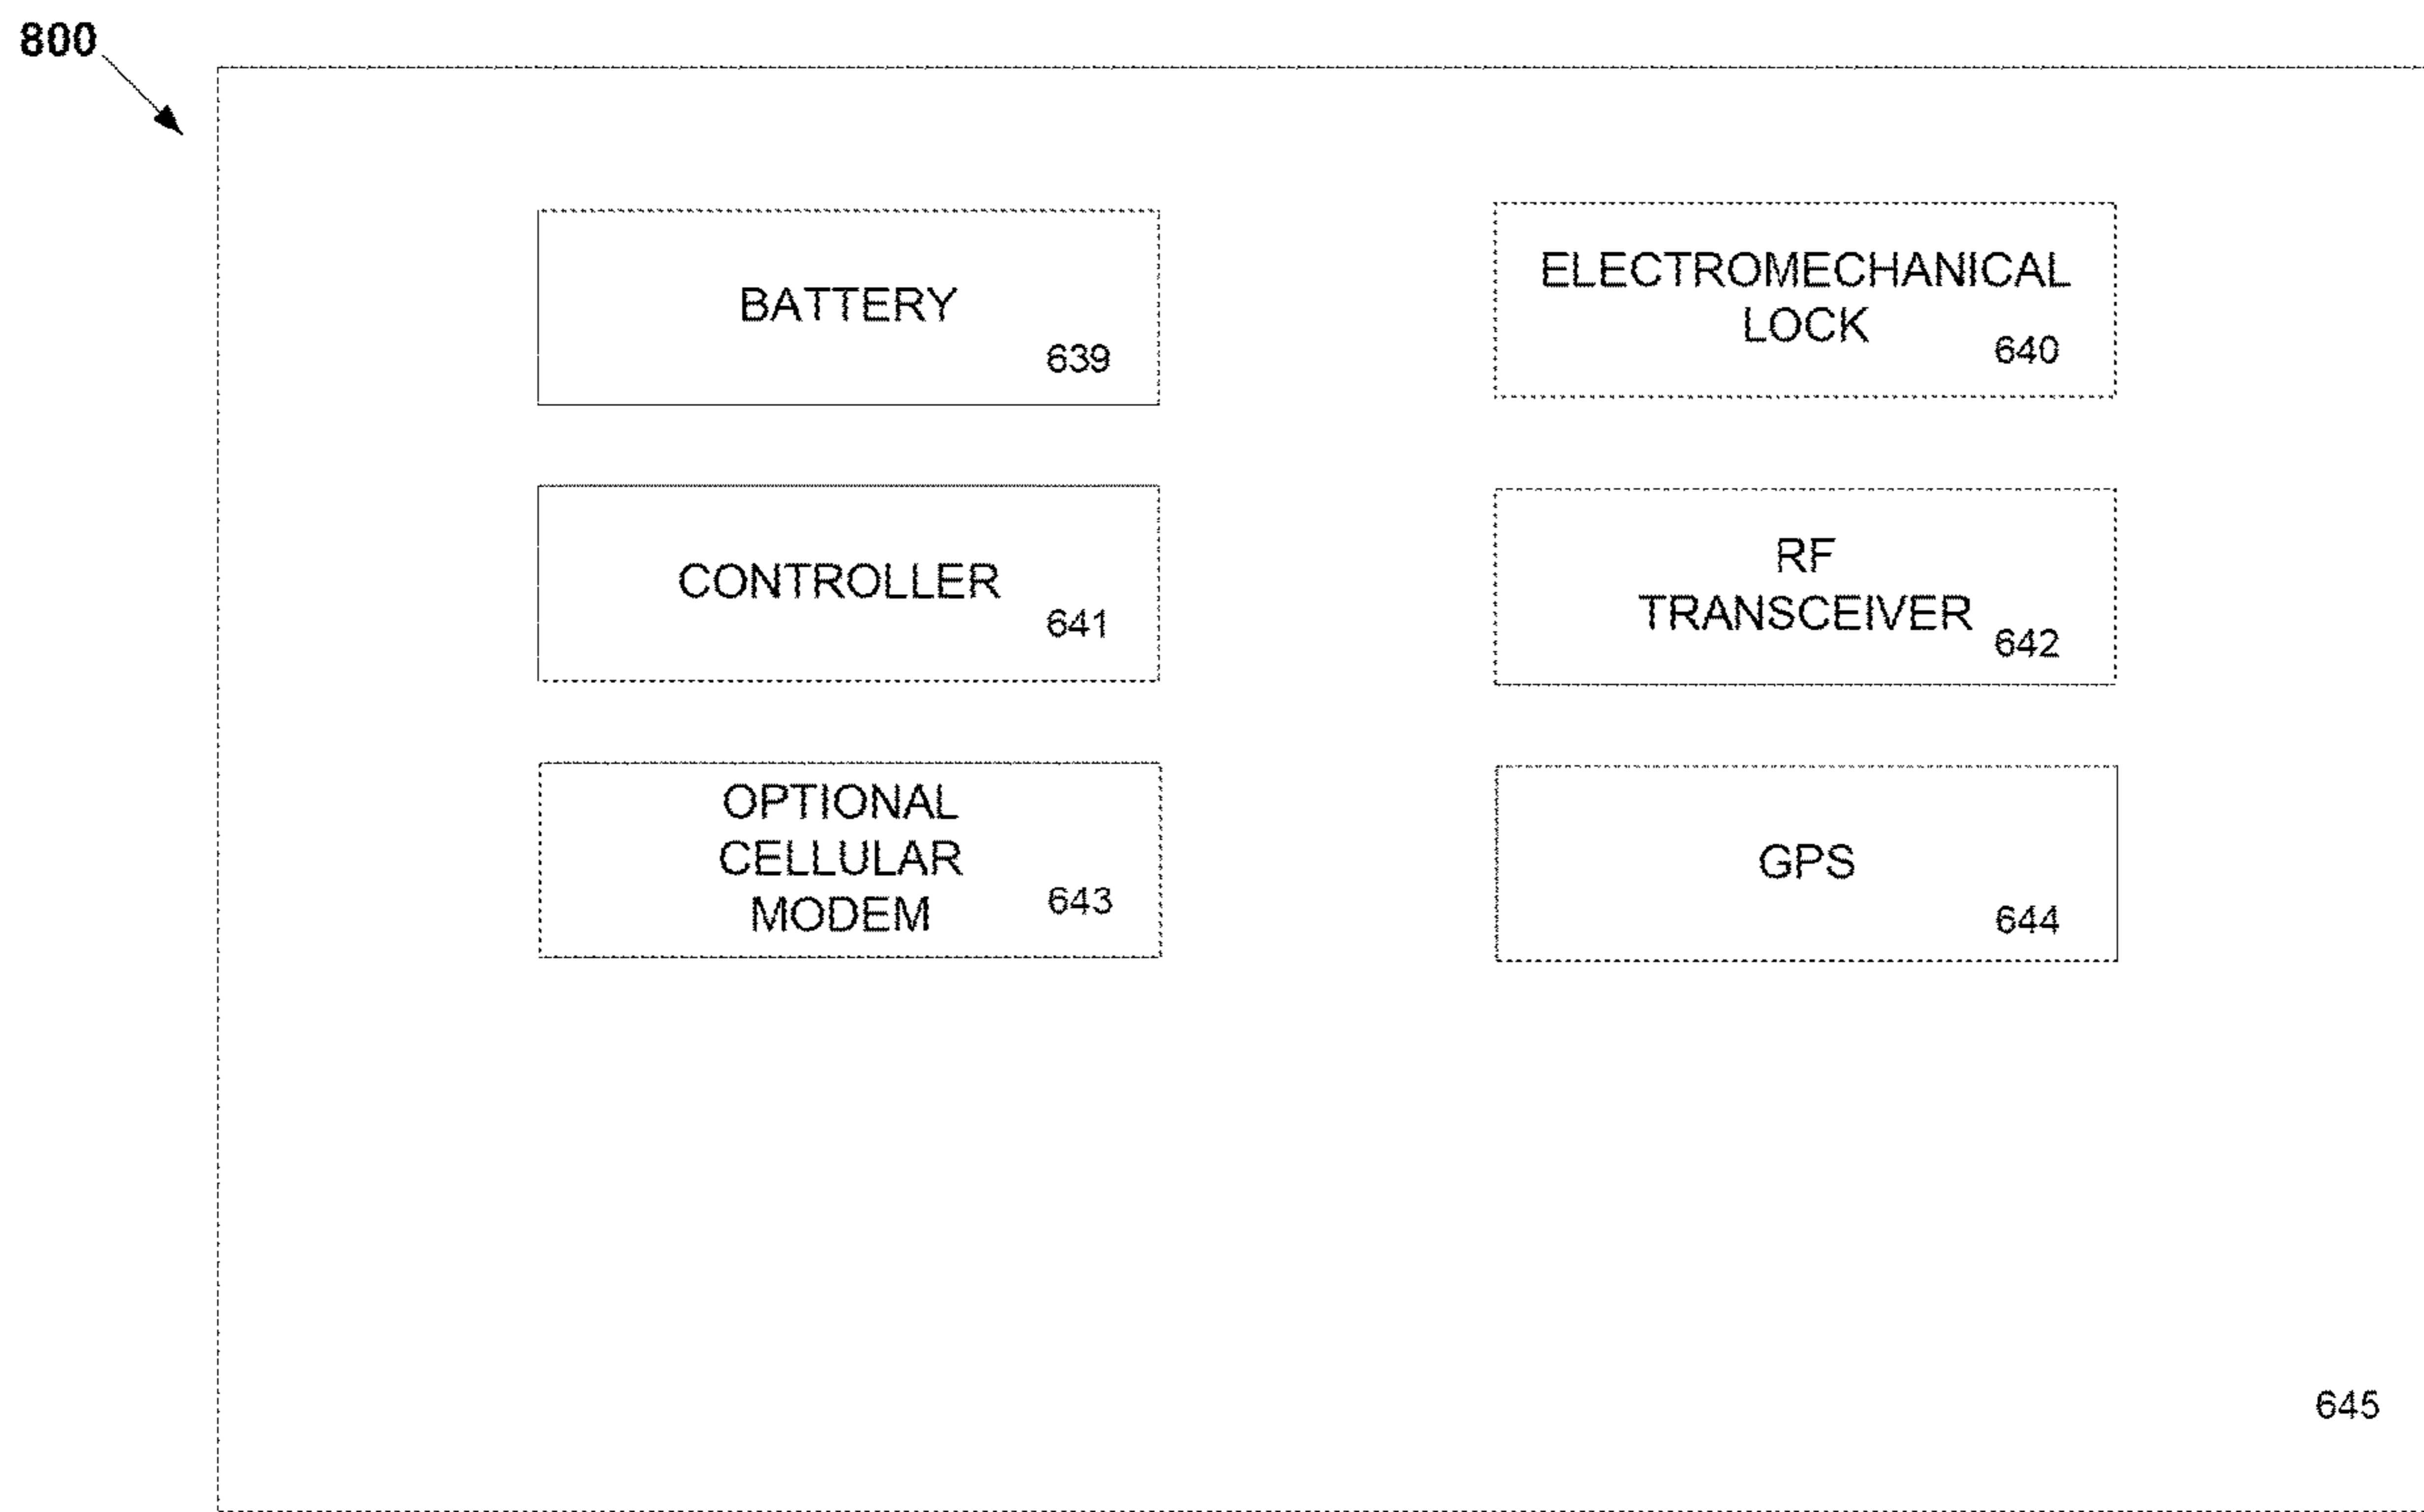 800
BATTERY
639
ELECTROMECHANICAL
LOCK
640
CONTROLLER
641
RF
TRANSCEIVER
642
OPTIONAL
CELLULAR
MODEM
643
GPS
644
645